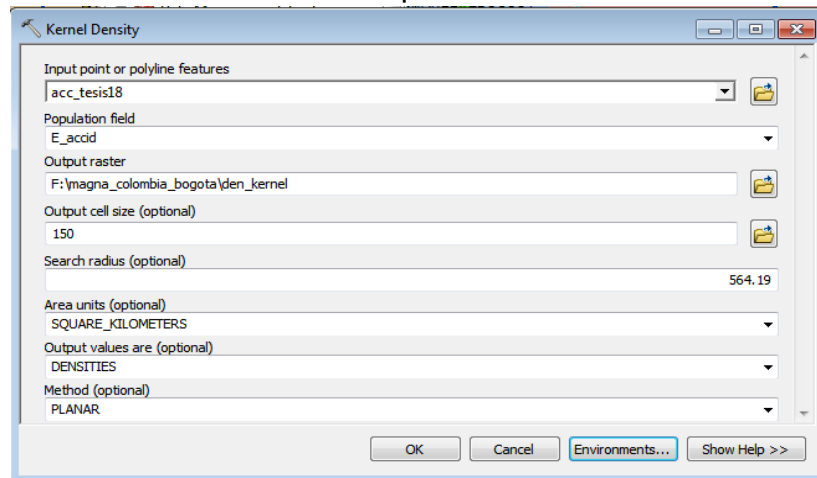 Kernel Density
Input point or polyline features
acc_tesis18
Population field
E_accid
Output raster
F:\magna_colombia_bogota\den_kernel
Output cell size (optional)
150
Search radius (optional)
564.19
Area units (optional)
SQUARE_KILOMETERS
Output values are (optional)
DENSITIES
Method (optional)
PLANAR
OK Cancel Environments... Show Help >>